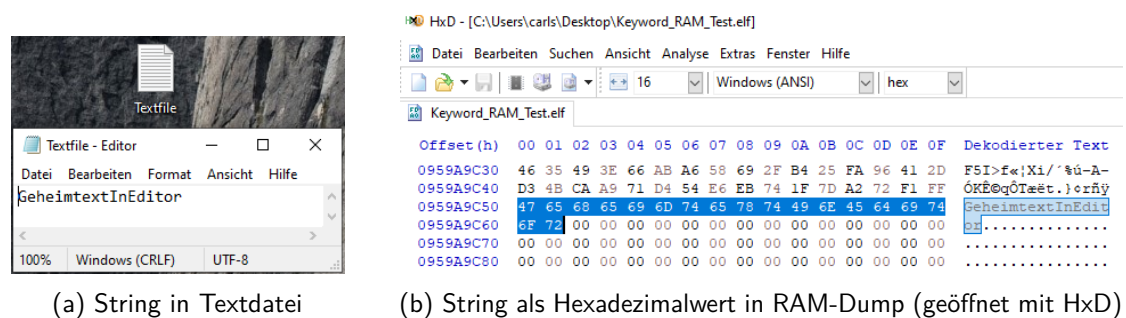 Textfile
Textfile - Editor
Datei Bearbeiten Format Ansicht Hilfe
GeheimtextInEditor
100% Windows (CRLF) UTF-8
(a) String in Textdatei
HxD - [C:\Users\carls\Desktop\Keyword_RAM_Test.elf]
Datei Bearbeiten Suchen Ansicht Analyse Extras Fenster Hilfe
16 Windows (ANSI) hex
Keyword_RAM_Test.elf
Offset(h) 00 01 02 03 04 05 06 07 08 09 0A 0B 0C 0D 0E 0F Dekodierter Text
0959A9C30 46 35 49 3E 66 AB A6 58 69 2F B4 25 FA 96 41 2D F5I>f«¦Xi/´%ú–A-
0959A9C40 D3 4B CA A9 71 D4 54 E6 EB 74 1F 7D A2 72 F1 FF ÓKÊ©qÔTæët.}¢rñÿ
0959A9C50 47 65 68 65 69 6D 74 65 78 74 49 6E 45 64 69 74 GeheimtextInEdit
0959A9C60 6F 72 00 00 00 00 00 00 00 00 00 00 00 00 00 00 or..............
0959A9C70 00 00 00 00 00 00 00 00 00 00 00 00 00 00 00 00 ................
0959A9C80 00 00 00 00 00 00 00 00 00 00 00 00 00 00 00 00 ................
(b) String als Hexadezimalwert in RAM-Dump (geöffnet mit HxD)